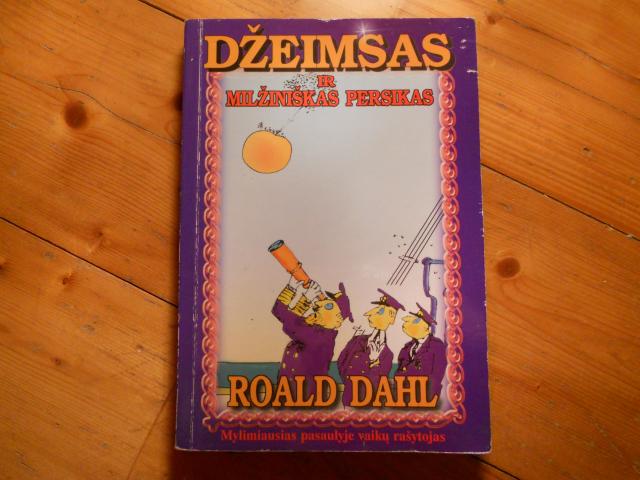 DŽEIMSAS
IR
MILŽINIŠKAS PERSIKAS
ROALD DAHL
Mylimiausias pasaulyje vaikų rašytojas